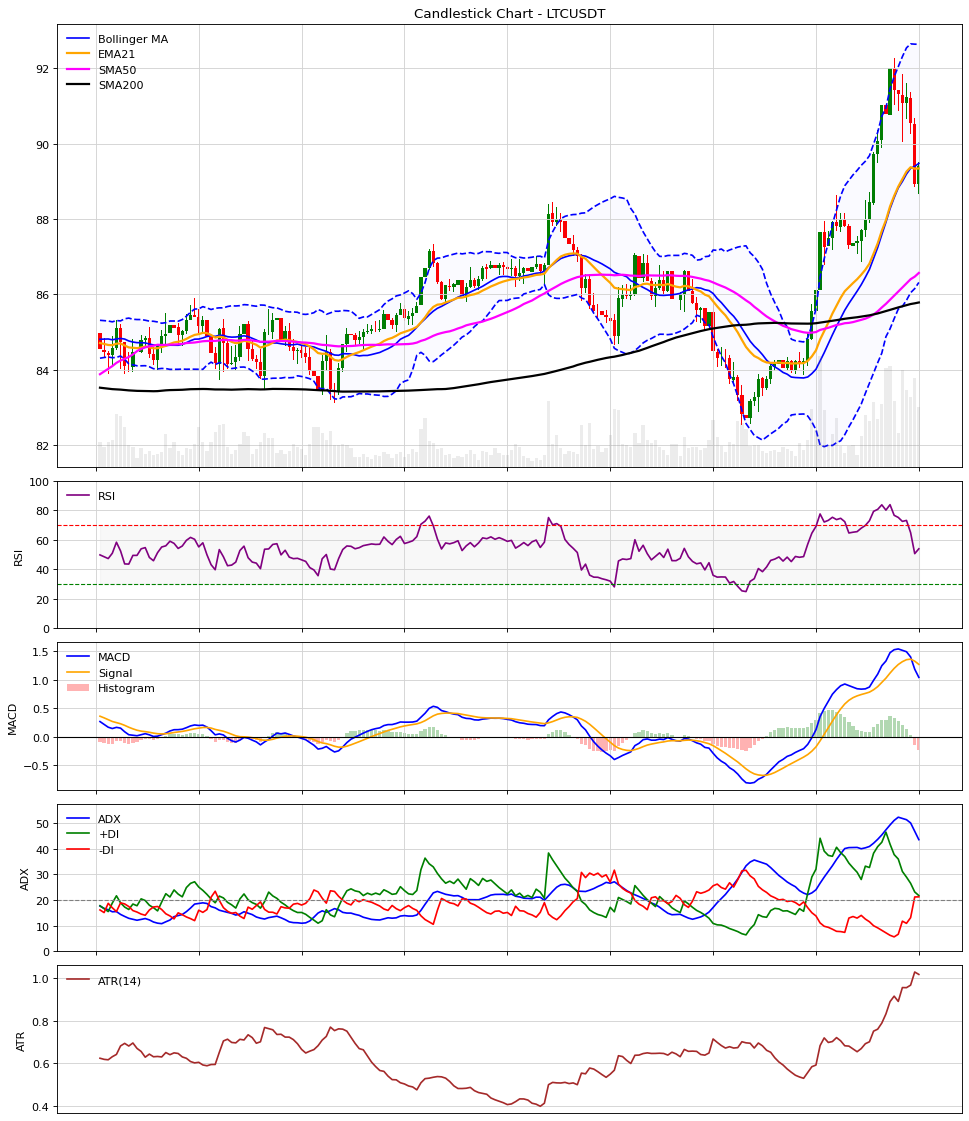 Candlestick Chart - LTCUSDT
Bollinger MA
EMA21
SMA50
SMA200
92
90
88
86
84
82
100
80
60
40
20
0
RSI
RSI
1.5
1.0
0.5
0.0
−0.5
MACD
MACD
Signal
Histogram
50
40
30
20
10
0
ADX
ADX
+DI
-DI
1.0
0.8
0.6
0.4
ATR
ATR(14)